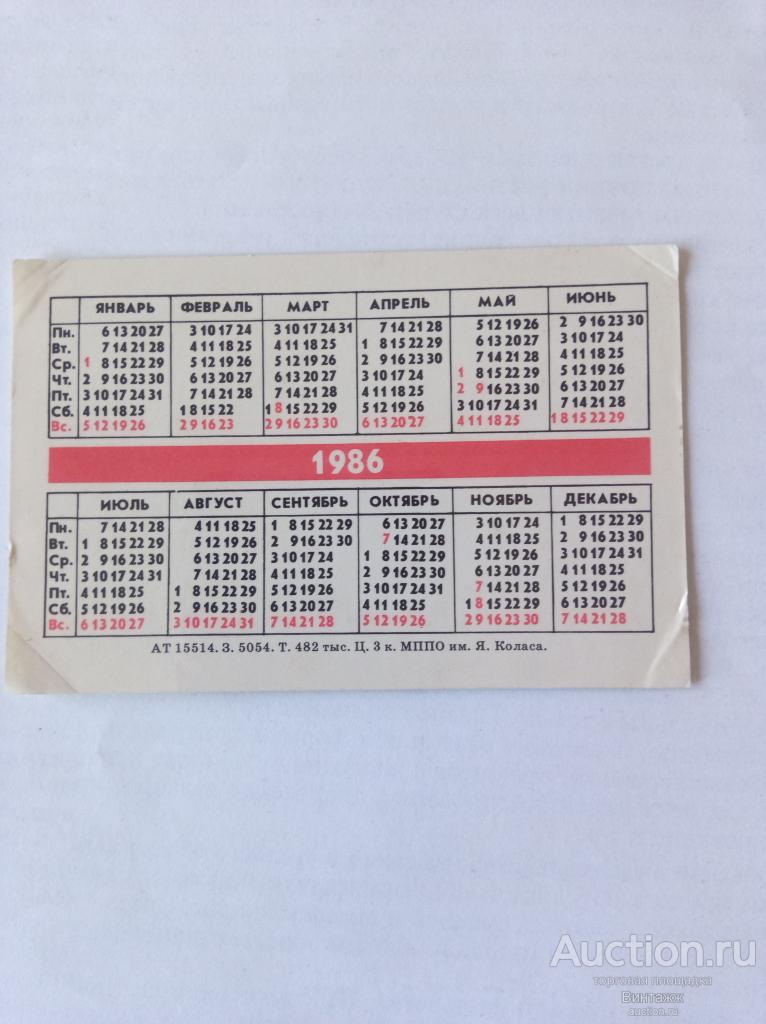 ЯНВАРЬ ФЕВРАЛЬ МАРТ АПРЕЛЬ МАЙ ИЮНЬ
Пн. 6 13 20 27 3 10 17 24 3 10 17 24 31 7 14 21 28 5 12 19 26 2 9 16 23 30
Вт. 7 14 21 28 4 11 18 25 4 11 18 25 1 8 15 22 29 6 13 20 27 3 10 17 24
Ср. 1 8 15 22 29 5 12 19 26 5 12 19 26 2 9 16 23 30 7 14 21 28 4 11 18 25
Чт. 2 9 16 23 30 6 13 20 27 6 13 20 27 3 10 17 24 1 8 15 22 29 5 12 19 26
Пт. 3 10 17 24 31 7 14 21 28 7 14 21 28 4 11 18 25 2 9 16 23 30 6 13 20 27
Сб. 4 11 18 25 1 8 15 22 1 8 15 22 29 5 12 19 26 3 10 17 24 31 7 14 21 28
Вс. 5 12 19 26 2 9 16 23 2 9 16 23 30 6 13 20 27 4 11 18 25 1 8 15 22 29
1986
ИЮЛЬ АВГУСТ СЕНТЯБРЬ ОКТЯБРЬ НОЯБРЬ ДЕКАБРЬ
Пн. 7 14 21 28 4 11 18 25 1 8 15 22 29 6 13 20 27 3 10 17 24 1 8 15 22 29
Вт. 1 8 15 22 29 5 12 19 26 2 9 16 23 30 7 14 21 28 4 11 18 25 2 9 16 23 30
Ср. 2 9 16 23 30 6 13 20 27 3 10 17 24 1 8 15 22 29 5 12 19 26 3 10 17 24 31
Чт. 3 10 17 24 31 7 14 21 28 4 11 18 25 2 9 16 23 30 6 13 20 27 4 11 18 25
Пт. 4 11 18 25 1 8 15 22 29 5 12 19 26 3 10 17 24 31 7 14 21 28 5 12 19 26
Сб. 5 12 19 26 2 9 16 23 30 6 13 20 27 4 11 18 25 1 8 15 22 29 6 13 20 27
Вс. 6 13 20 27 3 10 17 24 31 7 14 21 28 5 12 19 26 2 9 16 23 30 7 14 21 28
АТ 15514. З. 5054. Т. 482 тыс. Ц. 3 к. МППО им. Я. Коласа.
Auction.ru
торговая площадка
Винтажж
auction.ru